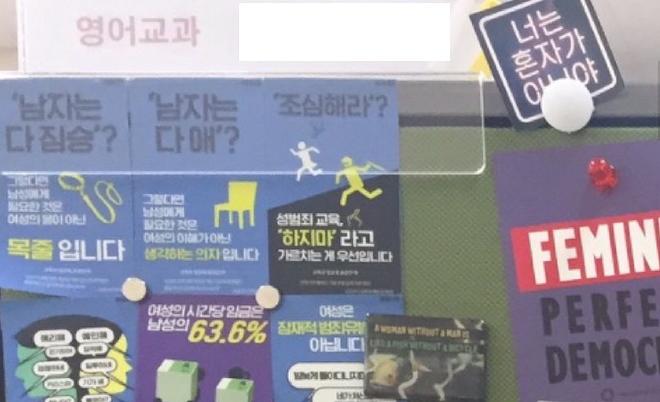 영어교과
너는
혼자가
아니야
'남자는
다 짐승'?
그렇다면
남성에게
필요한 것은
여성의 몸이 아닌
목줄 입니다
'남자는
다 애'?
그렇다면
남성에게
필요한 것은
여성의 이해가 아닌
생각하는 의자 입니다
'조심해라'?
성범죄 교육,
'하지마' 라고
가르치는 게 우선입니다
FEMIN
PERFE
DEMOC
여성의 시간당 임금은
남성의 63.6%
여성은
잠재적 범죄유발
아닙니다
A WOMAN WITHOUT A MAN IS
LIKE A FISH WITHOUT A BICYCLE